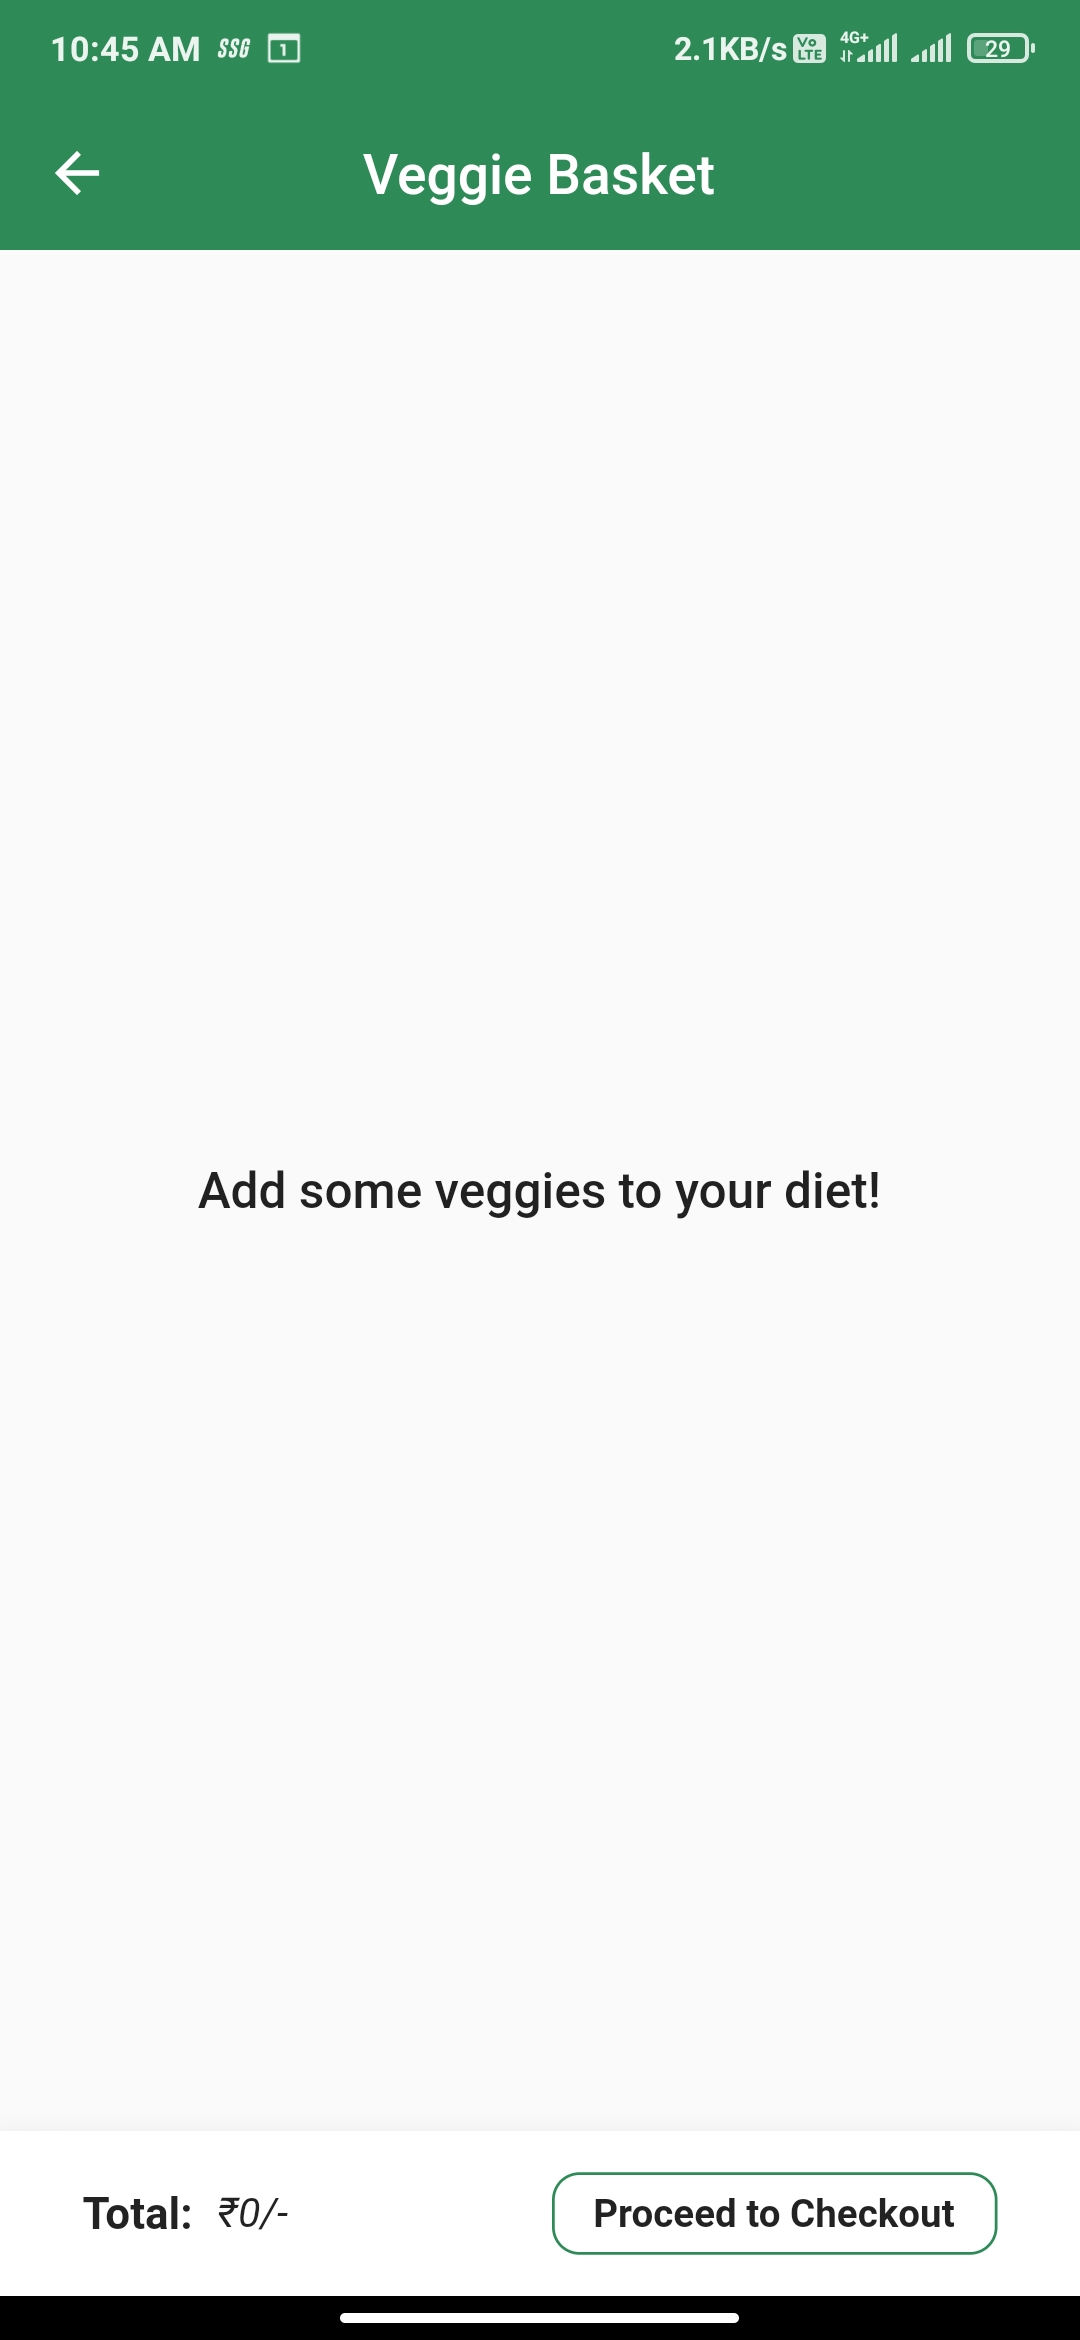 10:45 AM SSG 1 2.1KB/s Vo LTE 4G+ 29
Veggie Basket
Add some veggies to your diet!
Total: ₹0/- Proceed to Checkout